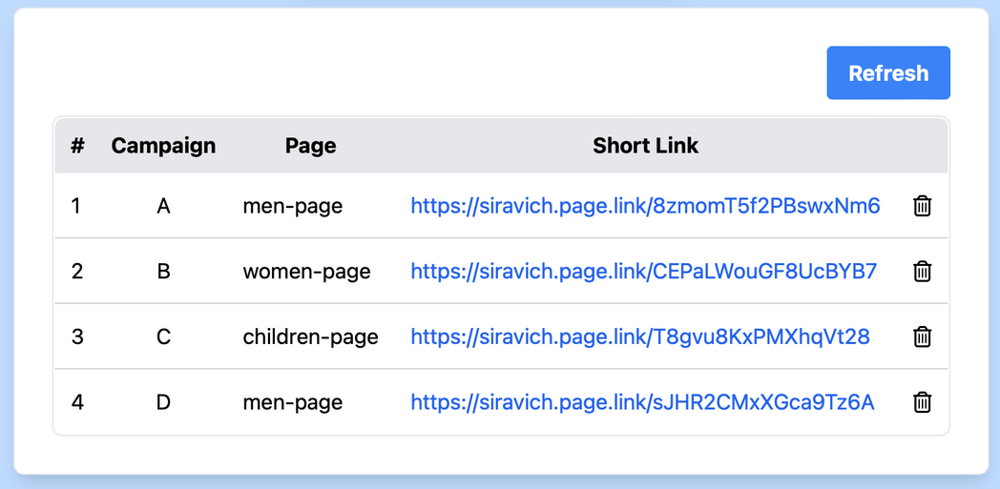 Refresh
# Campaign Page Short Link
1 A men-page https://siravich.page.link/8zmomT5f2PBswxNm6
2 B women-page https://siravich.page.link/CEPaLWouGF8UcBYB7
3 C children-page https://siravich.page.link/T8gvu8KxPMXhqVt28
4 D men-page https://siravich.page.link/sJHR2CMxXGca9Tz6A